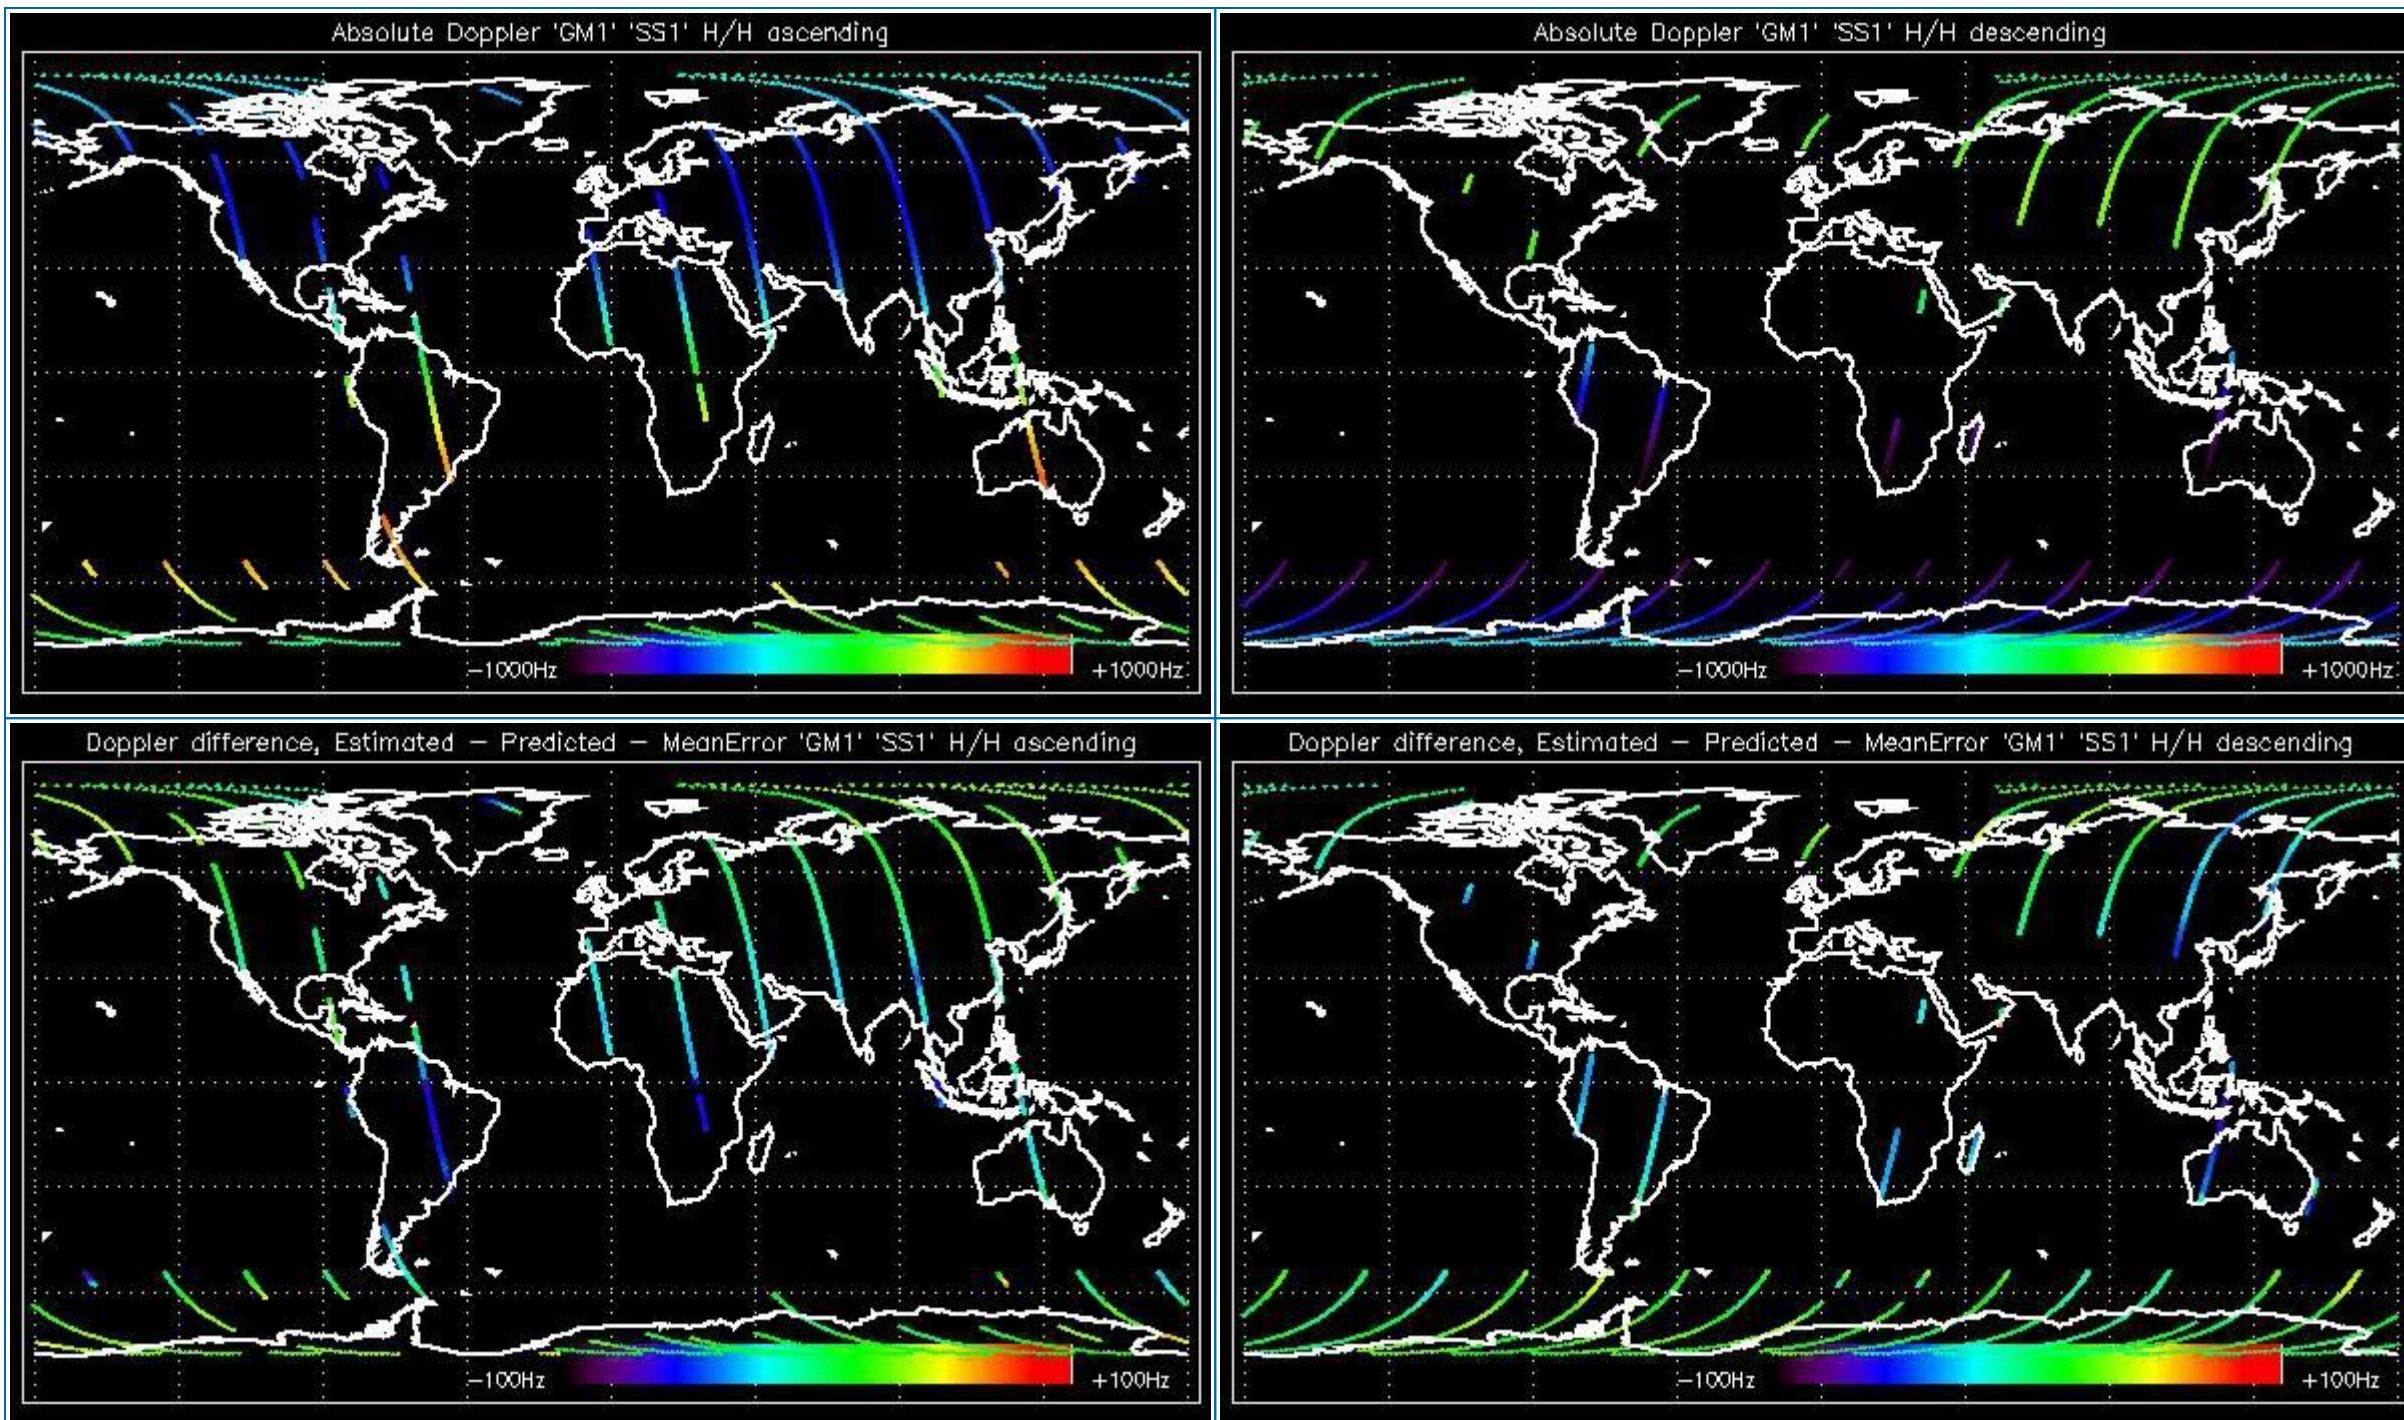 Absolute Doppler 'GM1' 'SS1' H/H ascending
-1000Hz
+1000Hz
Absolute Doppler 'GM1' 'SS1' H/H descending
-1000Hz
+1000Hz
Doppler difference, Estimated - Predicted - MeanError 'GM1' 'SS1' H/H ascending
-100Hz
+100Hz
Doppler difference, Estimated - Predicted - MeanError 'GM1' 'SS1' H/H descending
-100Hz
+100Hz